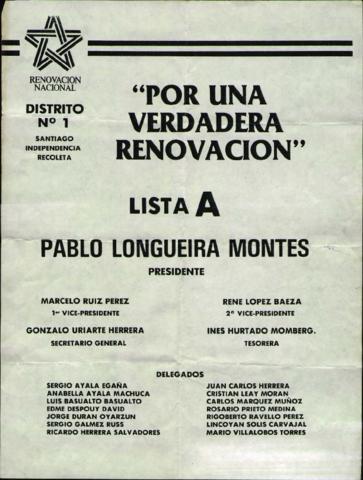 RENOVACION
NACIONAL
DISTRITO
Nº 1
SANTIAGO
INDEPENDENCIA
RECOLETA
"POR UNA
VERDADERA
RENOVACION"
LISTA A
PABLO LONGUEIRA MONTES
PRESIDENTE
MARCELO RUIZ PEREZ
1er VICE-PRESIDENTE
RENE LOPEZ BAEZA
2º VICE-PRESIDENTE
GONZALO URIARTE HERRERA
SECRETARIO GENERAL
INES HURTADO MOMBERG.
TESORERA
DELEGADOS
SERGIO AYALA EGAÑA
ANABELLA AYALA MACHUCA
LUIS BASUALTO BASUALTO
EDME DESPOUY DAVID
JORGE DURAN OYARZUN
SERGIO GALMEZ RUSS
RICARDO HERRERA SALVADORES
JUAN CARLOS HERRERA
CRISTIAN LEAY MORAN
CARLOS MARQUEZ MUÑOZ
ROSARIO PRIETO MEDINA
RIGOBERTO RAVELLO PEREZ
LINCOYAN SOLIS CARVAJAL
MARIO VILLALOBOS TORRES